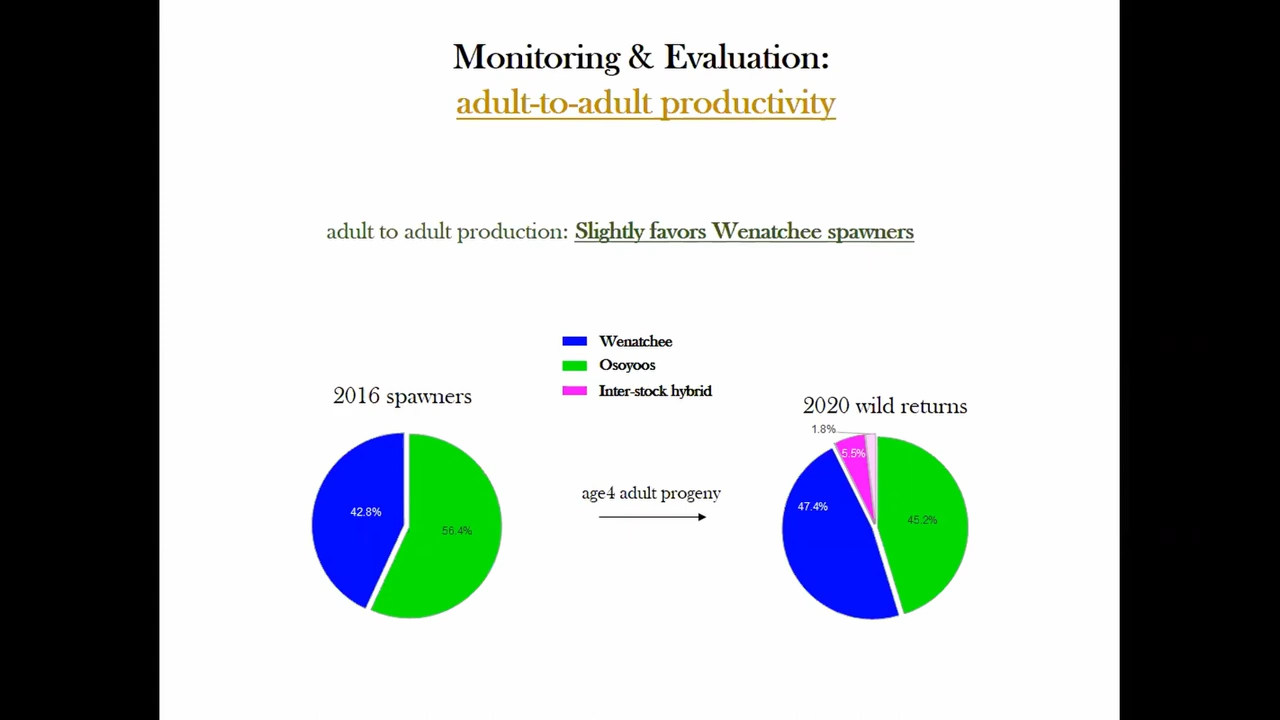 Monitoring & Evaluation:
adult-to-adult productivity
adult to adult production: Slightly favors Wenatchee spawners
Wenatchee
Osoyoos
Inter-stock hybrid
2016 spawners
42.8%
56.4%
age4 adult progeny
2020 wild returns
1.8%
5.5%
47.4%
45.2%